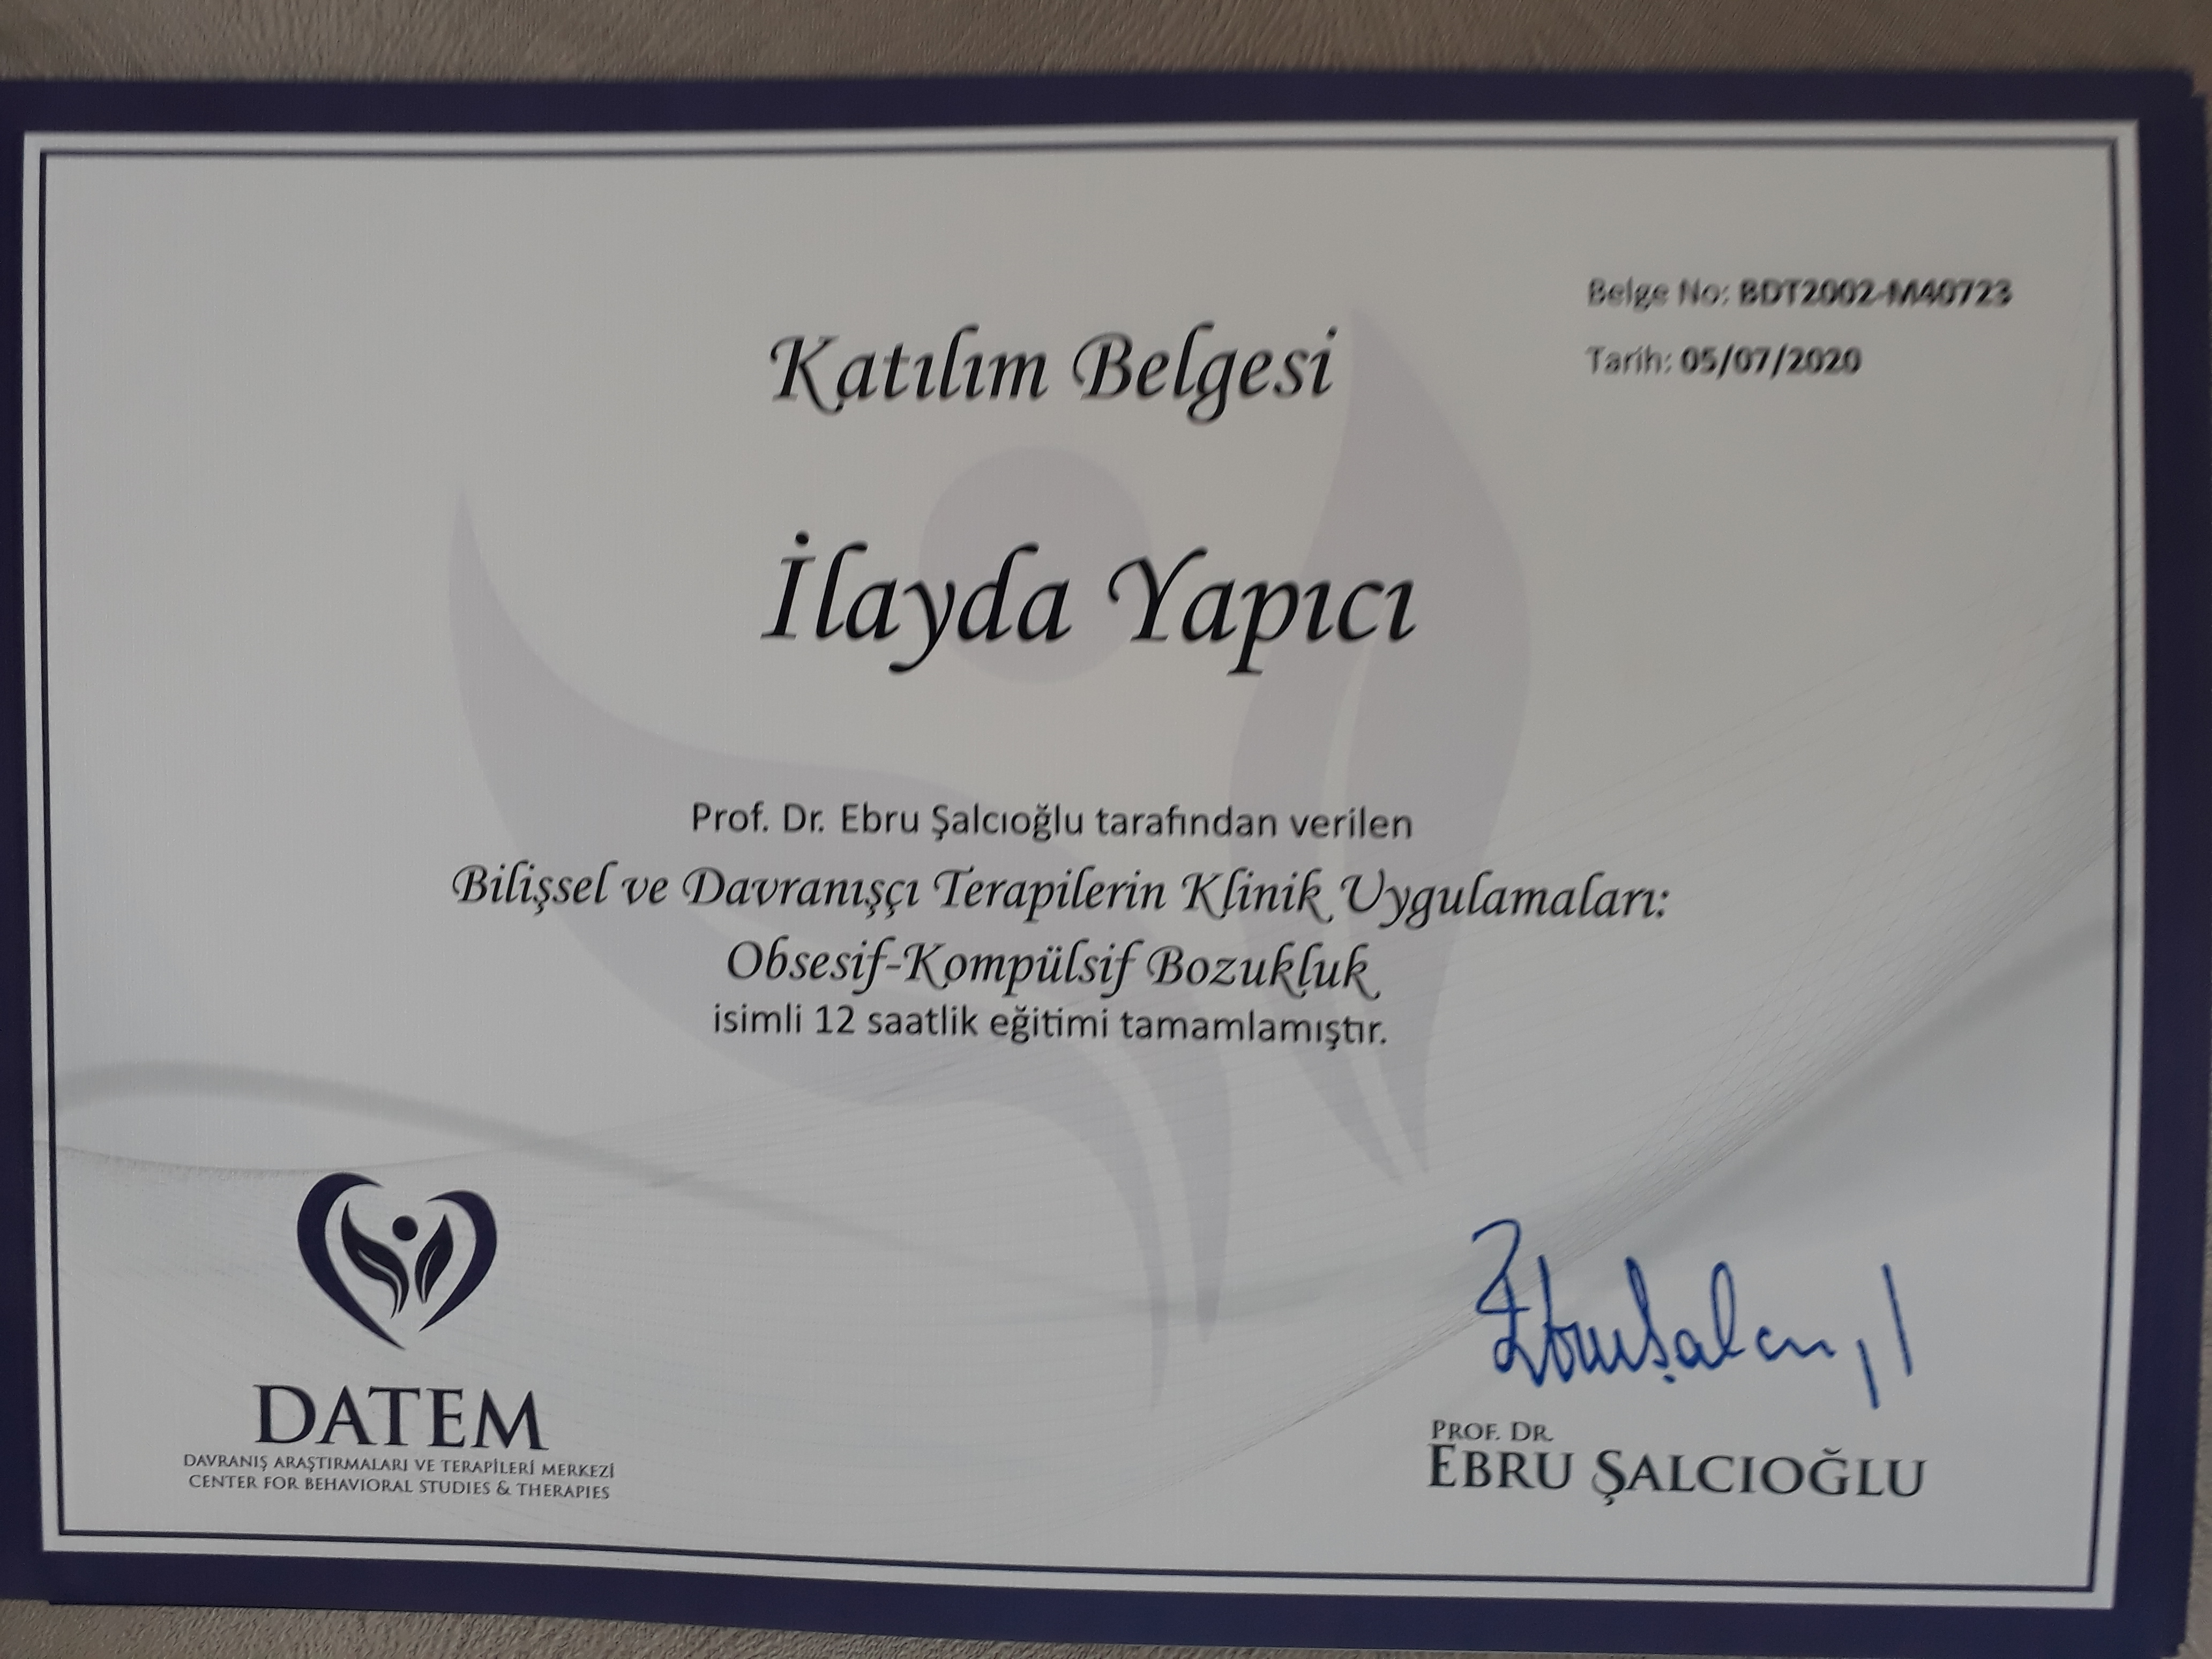 Belge No: BDT2002-M40723
Tarih: 05/07/2020
Katılım Belgesi
İlayda Yapıcı
Prof. Dr. Ebru Şalcıoğlu tarafından verilen
Bilişsel ve Davranışçı Terapilerin Klinik Uygulamaları:
Obsesif-Kompülsif Bozukluk
isimli 12 saatlik eğitimi tamamlamıştır.
DATEM
DAVRANIŞ ARAŞTIRMALARI VE TERAPİLERİ MERKEZİ
CENTER FOR BEHAVIORAL STUDIES & THERAPIES
PROF. DR.
EBRU ŞALCIOĞLU